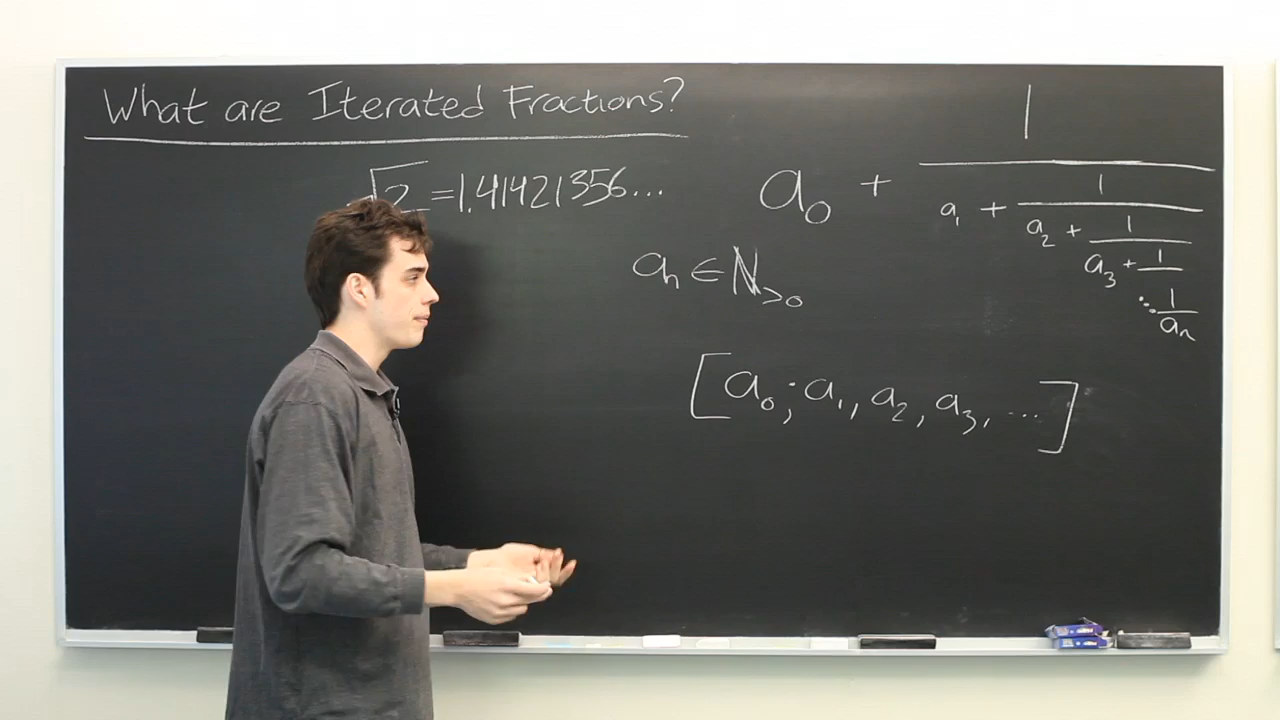 What are Iterated Fractions?
√2 = 1.41421356...
a₀ + 1
a₁ + 1
a₂ + 1
a₃ + 1
⋱ 1
aₙ
aₙ ∈ ℕ>₀
[a₀; a₁, a₂, a₃, ...]